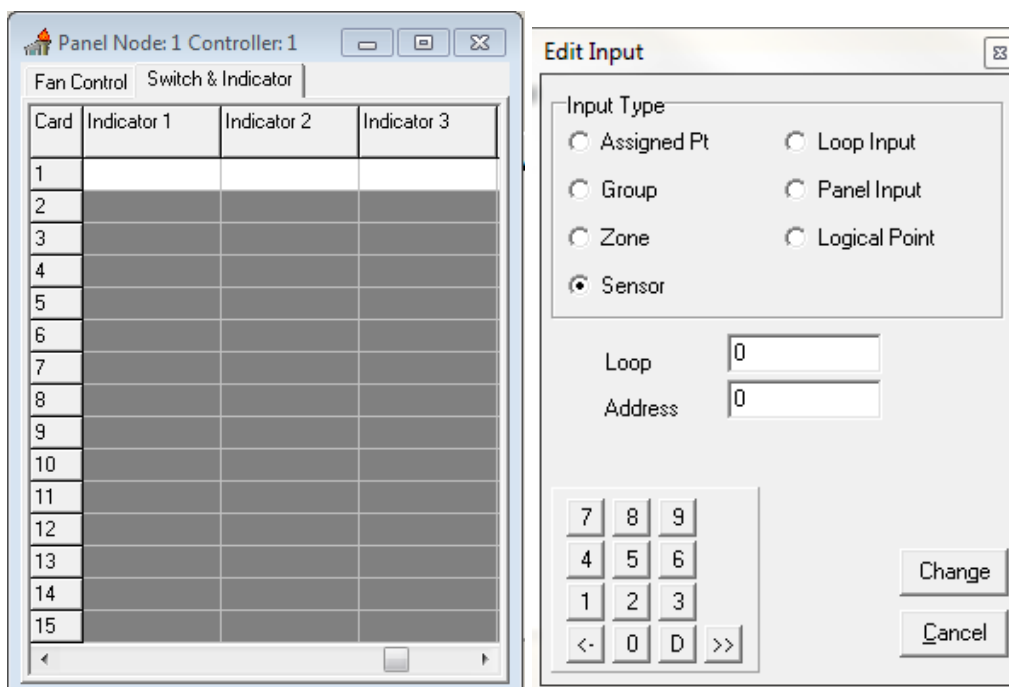 Panel Node: 1 Controller: 1
Fan Control Switch & Indicator
Card Indicator 1 Indicator 2 Indicator 3
1
2
3
4
5
6
7
8
9
10
11
12
13
14
15
Edit Input
Input Type
Assigned Pt Loop Input
Group Panel Input
Zone Logical Point
Sensor
Loop 0
Address 0
7 8 9
4 5 6
1 2 3
<- 0 D >>
Change
Cancel